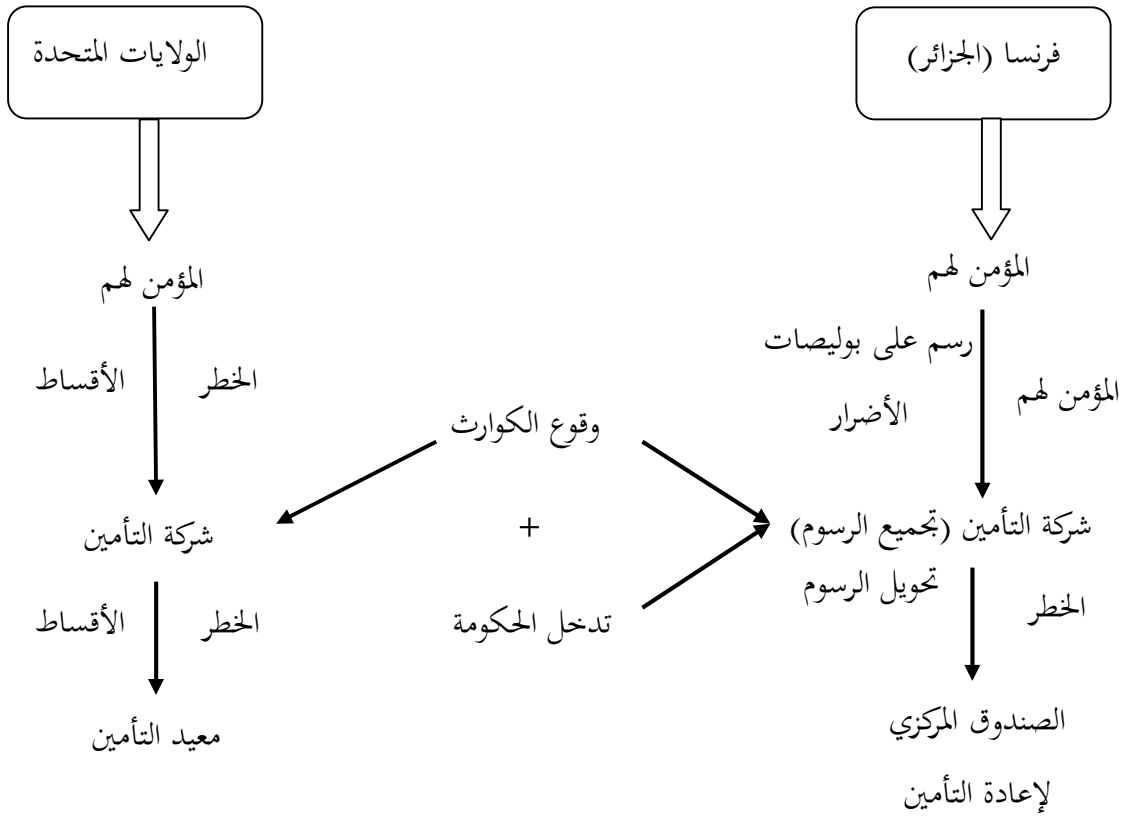 فرنسا (الجزائر)
الولايات المتحدة
المؤمن لهم
المؤمن لهم
رسم على بوليصات
الأضرار
المؤمن لهم
الخطر
الأقساط
وقوع الكوارث
+
تدخل الحكومة
شركة التأمين (تجميع الرسوم)
تحويل الرسوم
الخطر
شركة التأمين
الخطر
الأقساط
الصندوق المركزي
لإعادة التأمين
معيد التأمين